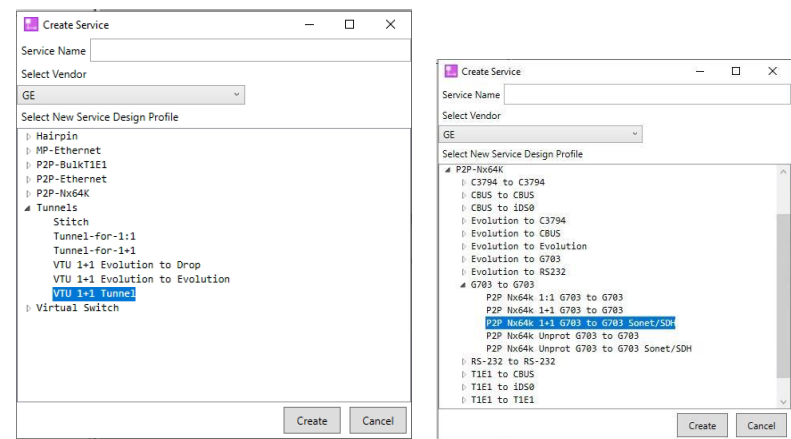 Create Service
Service Name
Select Vendor
GE
Select New Service Design Profile
Hairpin
MP-Ethernet
P2P-BulkT1E1
P2P-Ethernet
P2P-Nx64K
Tunnels
Stitch
Tunnel-for-1:1
Tunnel-for-1+1
VTU 1+1 Evolution to Drop
VTU 1+1 Evolution to Evolution
VTU 1+1 Tunnel
Virtual Switch
Create
Cancel
Create Service
Service Name
Select Vendor
GE
Select New Service Design Profile
P2P-Nx64K
C3794 to C3794
CBUS to CBUS
CBUS to iDS0
Evolution to C3794
Evolution to CBUS
Evolution to Evolution
Evolution to G703
Evolution to RS232
G703 to G703
P2P Nx64k 1:1 G703 to G703
P2P Nx64k 1+1 G703 to G703
P2P Nx64k 1+1 G703 to G703 Sonet/SDH
P2P Nx64k Unprot G703 to G703
P2P Nx64k Unprot G703 to G703 Sonet/SDH
RS-232 to RS-232
T1E1 to CBUS
T1E1 to iDS0
T1E1 to T1E1
Create
Cancel